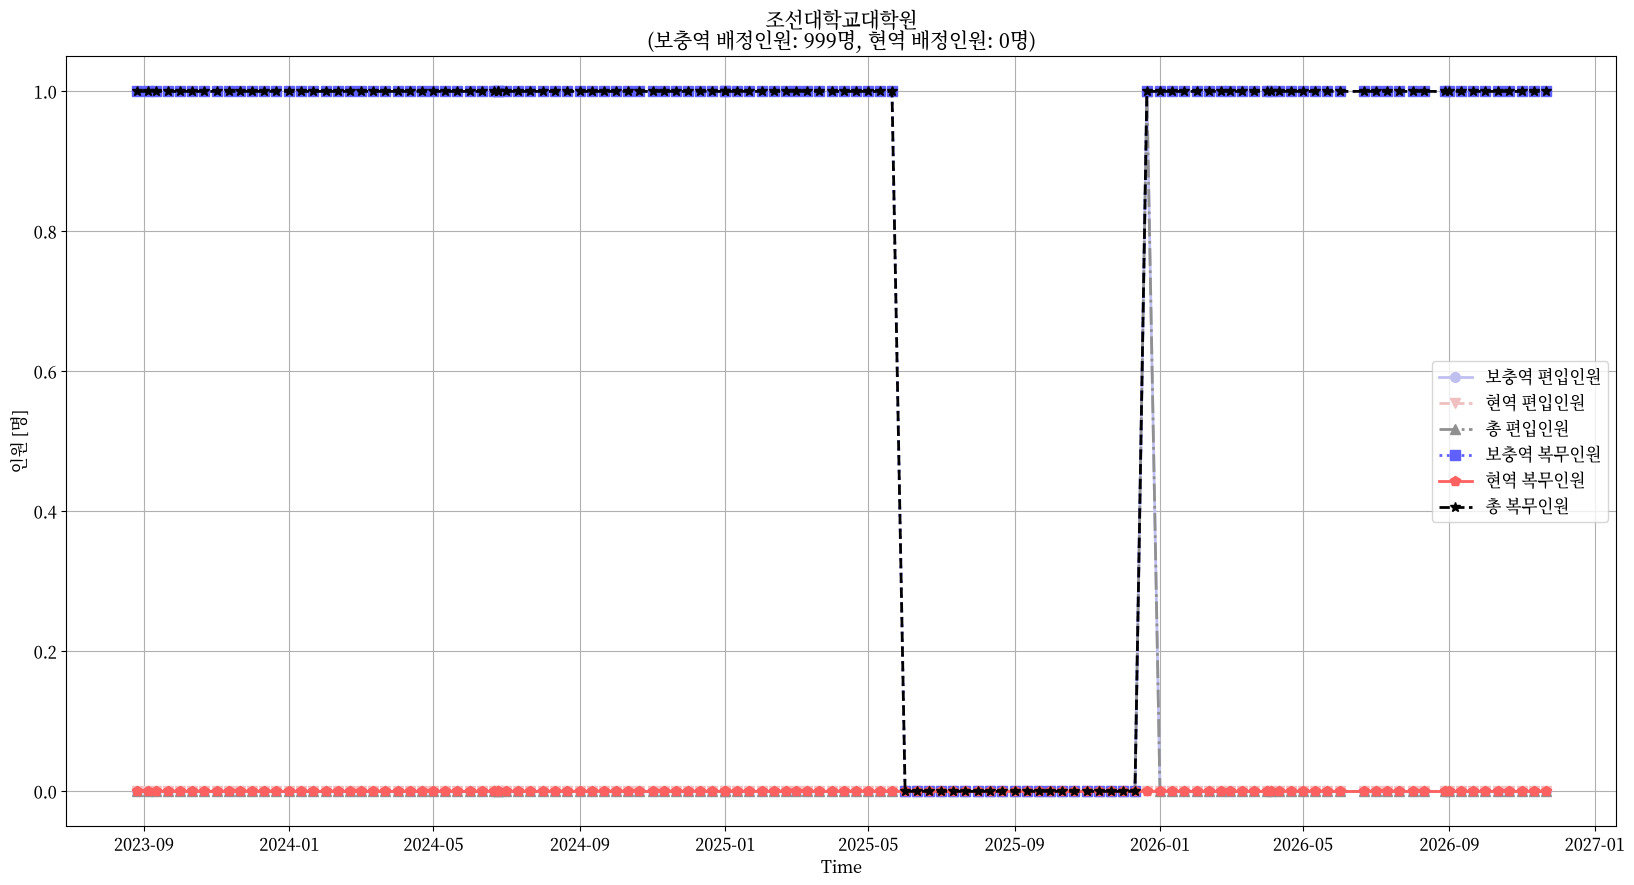 조선대학교대학원
(보충역 배정인원: 999명, 현역 배정인원: 0명)
1.0
0.8
0.6
0.4
0.2
0.0
인원 [명]
보충역 편입인원
현역 편입인원
총 편입인원
보충역 복무인원
현역 복무인원
총 복무인원
2023-09
2024-01
2024-05
2024-09
2025-01
2025-05
2025-09
2026-01
2026-05
2026-09
2027-01
Time